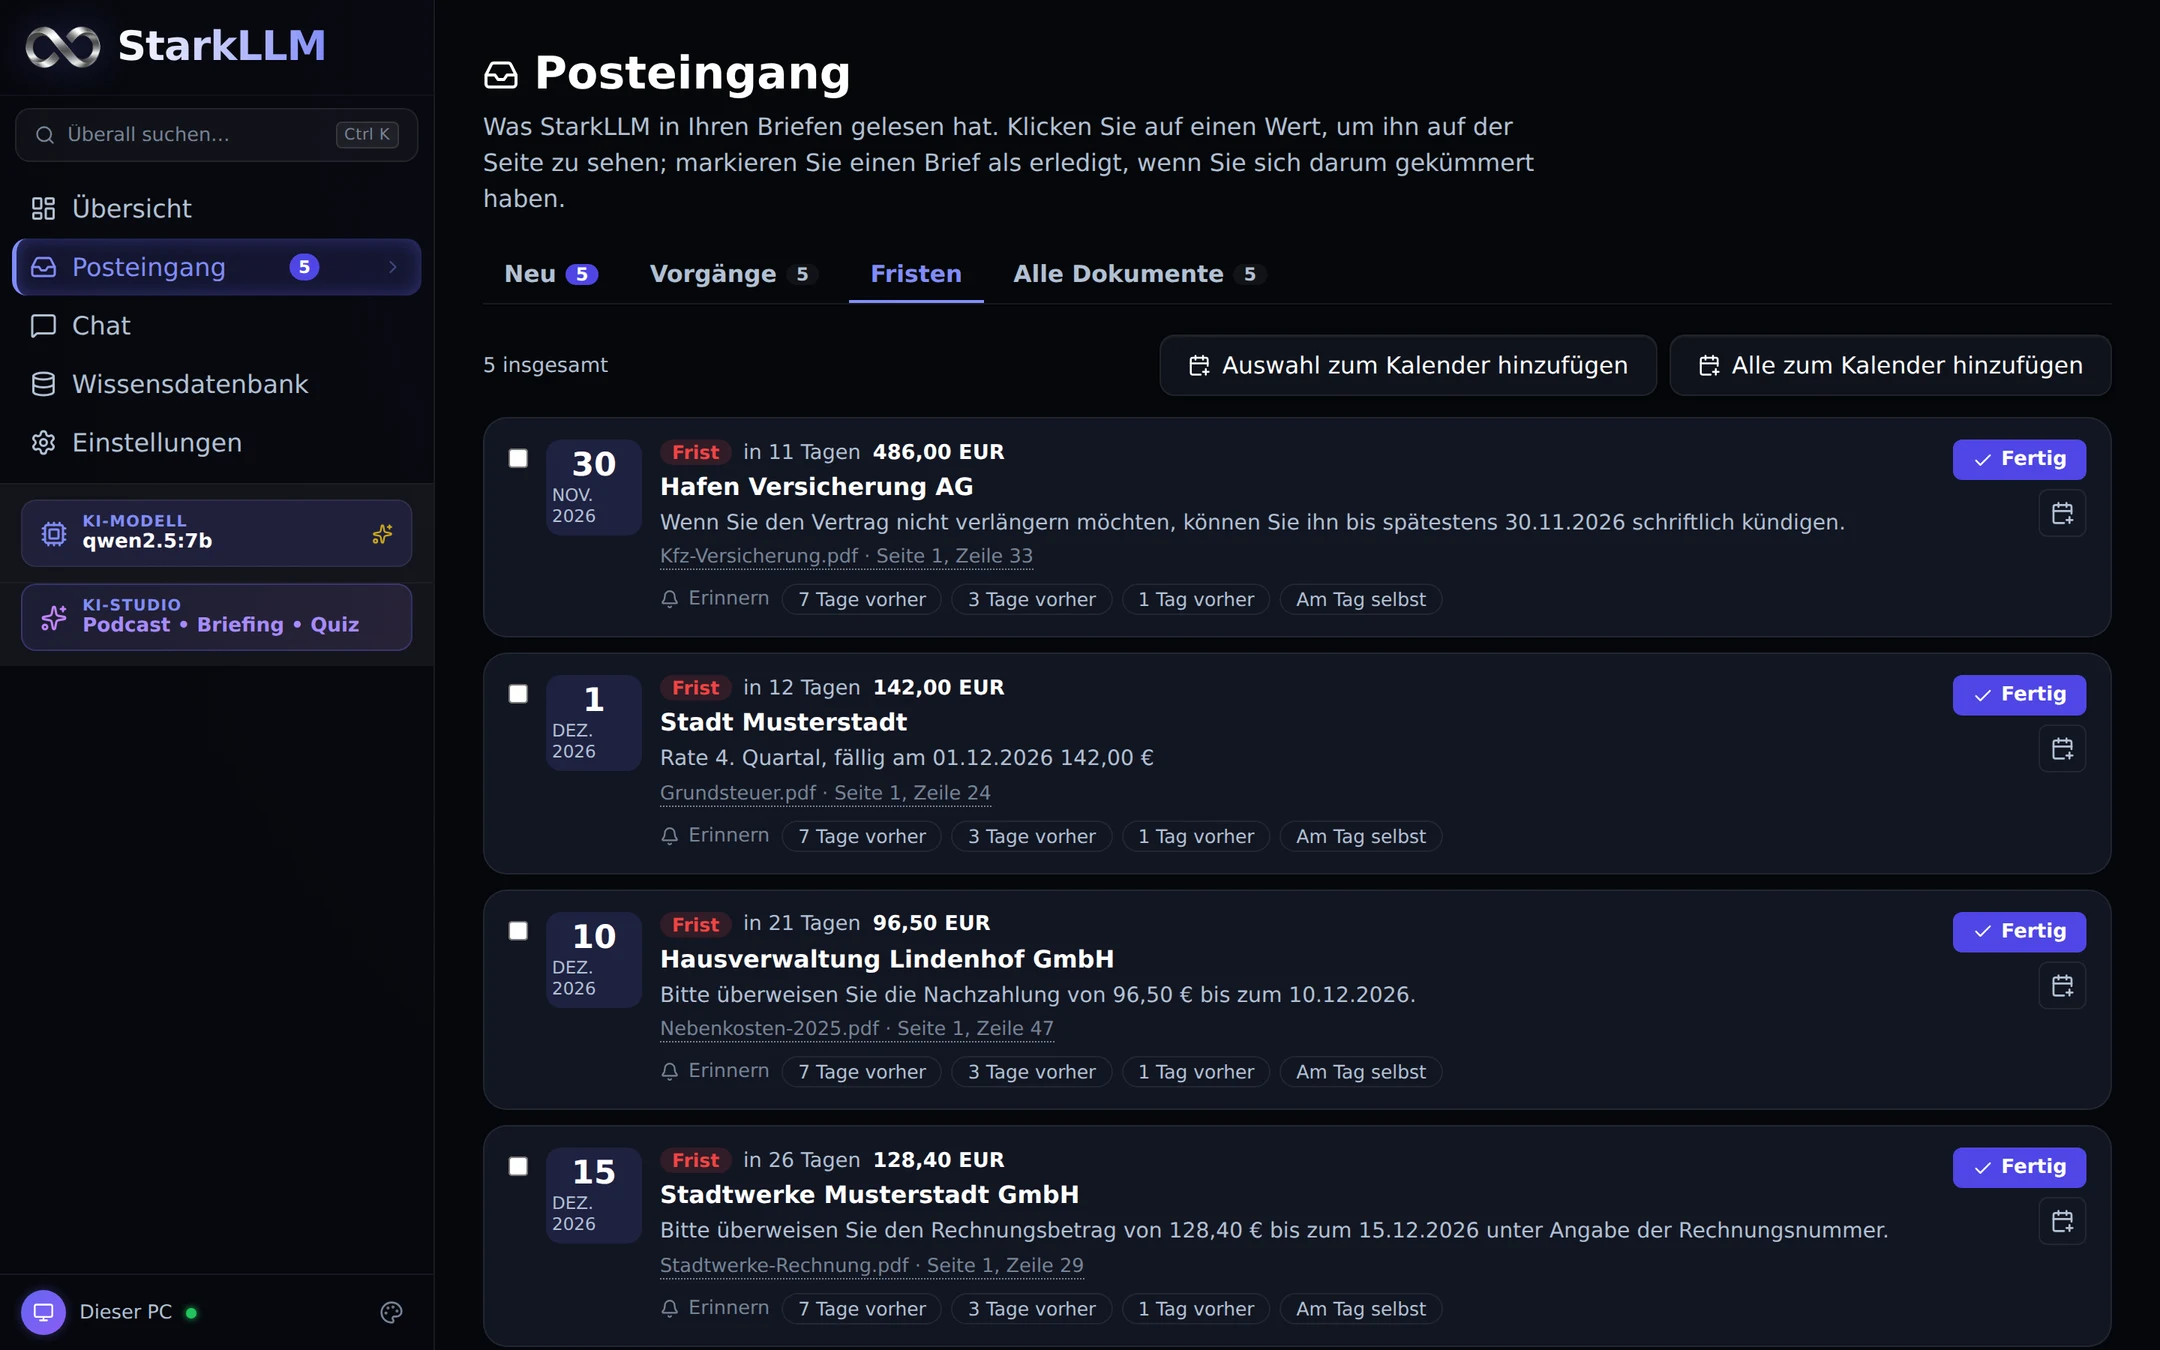 StarkLLM
Überall suchen...
Ctrl K
Übersicht
Posteingang
5
Chat
Wissensdatenbank
Einstellungen
KI-MODELL
qwen2.5:7b
KI-STUDIO
Podcast • Briefing • Quiz
Dieser PC
Posteingang
Was StarkLLM in Ihren Briefen gelesen hat. Klicken Sie auf einen Wert, um ihn auf der
Seite zu sehen; markieren Sie einen Brief als erledigt, wenn Sie sich darum gekümmert
haben.
Neu 5 Vorgänge 5 Fristen Alle Dokumente 5
5 insgesamt
Auswahl zum Kalender hinzufügen
Alle zum Kalender hinzufügen
30
NOV.
2026
Frist in 11 Tagen 486,00 EUR
Hafen Versicherung AG
Wenn Sie den Vertrag nicht verlängern möchten, können Sie ihn bis spätestens 30.11.2026 schriftlich kündigen.
Kfz-Versicherung.pdf · Seite 1, Zeile 33
Erinnern 7 Tage vorher 3 Tage vorher 1 Tag vorher Am Tag selbst
Fertig
1
DEZ.
2026
Frist in 12 Tagen 142,00 EUR
Stadt Musterstadt
Rate 4. Quartal, fällig am 01.12.2026 142,00 €
Grundsteuer.pdf · Seite 1, Zeile 24
Erinnern 7 Tage vorher 3 Tage vorher 1 Tag vorher Am Tag selbst
Fertig
10
DEZ.
2026
Frist in 21 Tagen 96,50 EUR
Hausverwaltung Lindenhof GmbH
Bitte überweisen Sie die Nachzahlung von 96,50 € bis zum 10.12.2026.
Nebenkosten-2025.pdf · Seite 1, Zeile 47
Erinnern 7 Tage vorher 3 Tage vorher 1 Tag vorher Am Tag selbst
Fertig
15
DEZ.
2026
Frist in 26 Tagen 128,40 EUR
Stadtwerke Musterstadt GmbH
Bitte überweisen Sie den Rechnungsbetrag von 128,40 € bis zum 15.12.2026 unter Angabe der Rechnungsnummer.
Stadtwerke-Rechnung.pdf · Seite 1, Zeile 29
Erinnern 7 Tage vorher 3 Tage vorher 1 Tag vorher Am Tag selbst
Fertig